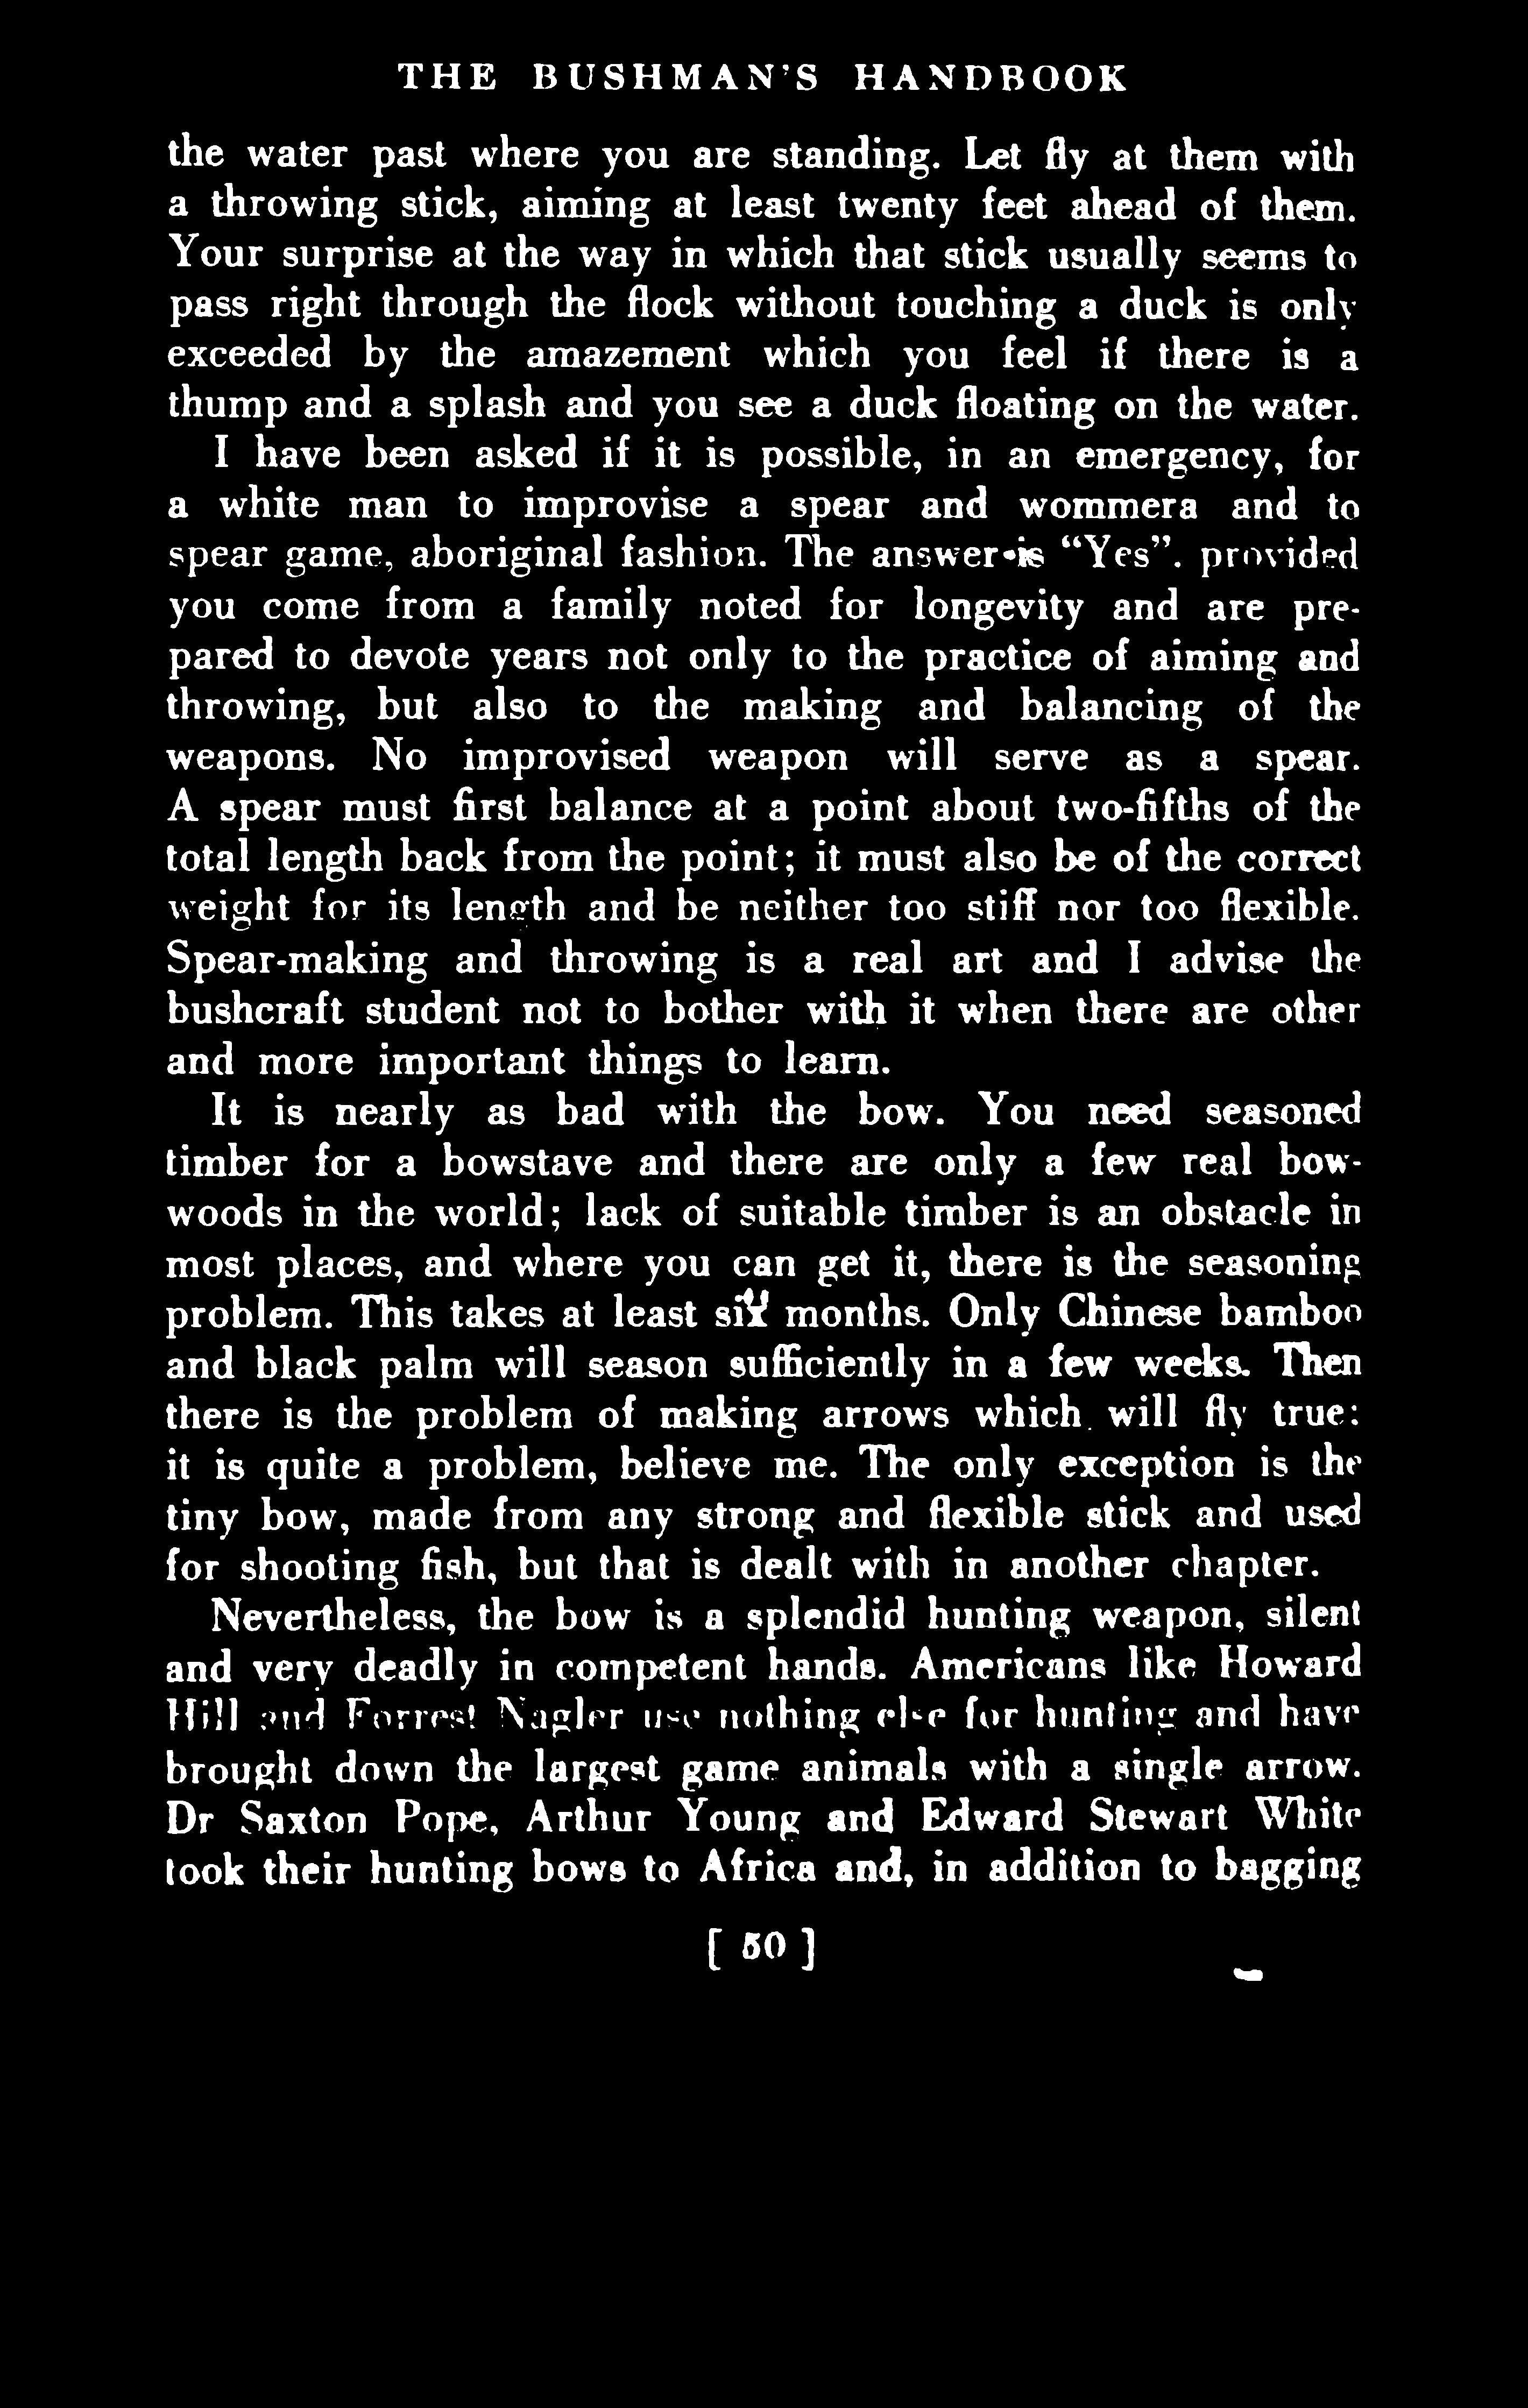 THE BUSHMAN'S HANDBOOK
the water past where you are standing. Let fly at them with
a throwing stick, aiming at least twenty feet ahead of them.
Your surprise at the way in which that stick usually seems to
pass right through the flock without touching a duck is only
exceeded by the amazement which you feel if there is a
thump and a splash and you see a duck floating on the water.
I have been asked if it is possible, in an emergency, for
a white man to improvise a spear and wommera and to
spear game, aboriginal fashion. The answer is “Yes”. provided
you come from a family noted for longevity and are pre-
pared to devote years not only to the practice of aiming and
throwing, but also to the making and balancing of the
weapons. No improvised weapon will serve as a spear.
A spear must first balance at a point about two-fifths of the
total length back from the point; it must also be of the correct
weight for its length and be neither too stiff nor too flexible.
Spear-making and throwing is a real art and I advise the
bushcraft student not to bother with it when there are other
and more important things to learn.
It is nearly as bad with the bow. You need seasoned
timber for a bowstave and there are only a few real bow-
woods in the world; lack of suitable timber is an obstacle in
most places, and where you can get it, there is the seasoning
problem. This takes at least six months. Only Chinese bamboo
and black palm will season sufficiently in a few weeks. Then
there is the problem of making arrows which will fly true:
it is quite a problem, believe me. The only exception is the
tiny bow, made from any strong and flexible stick and used
for shooting fish, but that is dealt with in another chapter.
Nevertheless, the bow is a splendid hunting weapon, silent
and very deadly in competent hands. Americans like Howard
Hill and Forrest Nagler use nothing else for hunting and have
brought down the largest game animals with a single arrow.
Dr Saxton Pope, Arthur Young and Edward Stewart White
took their hunting bows to Africa and, in addition to bagging
[ 50 ]